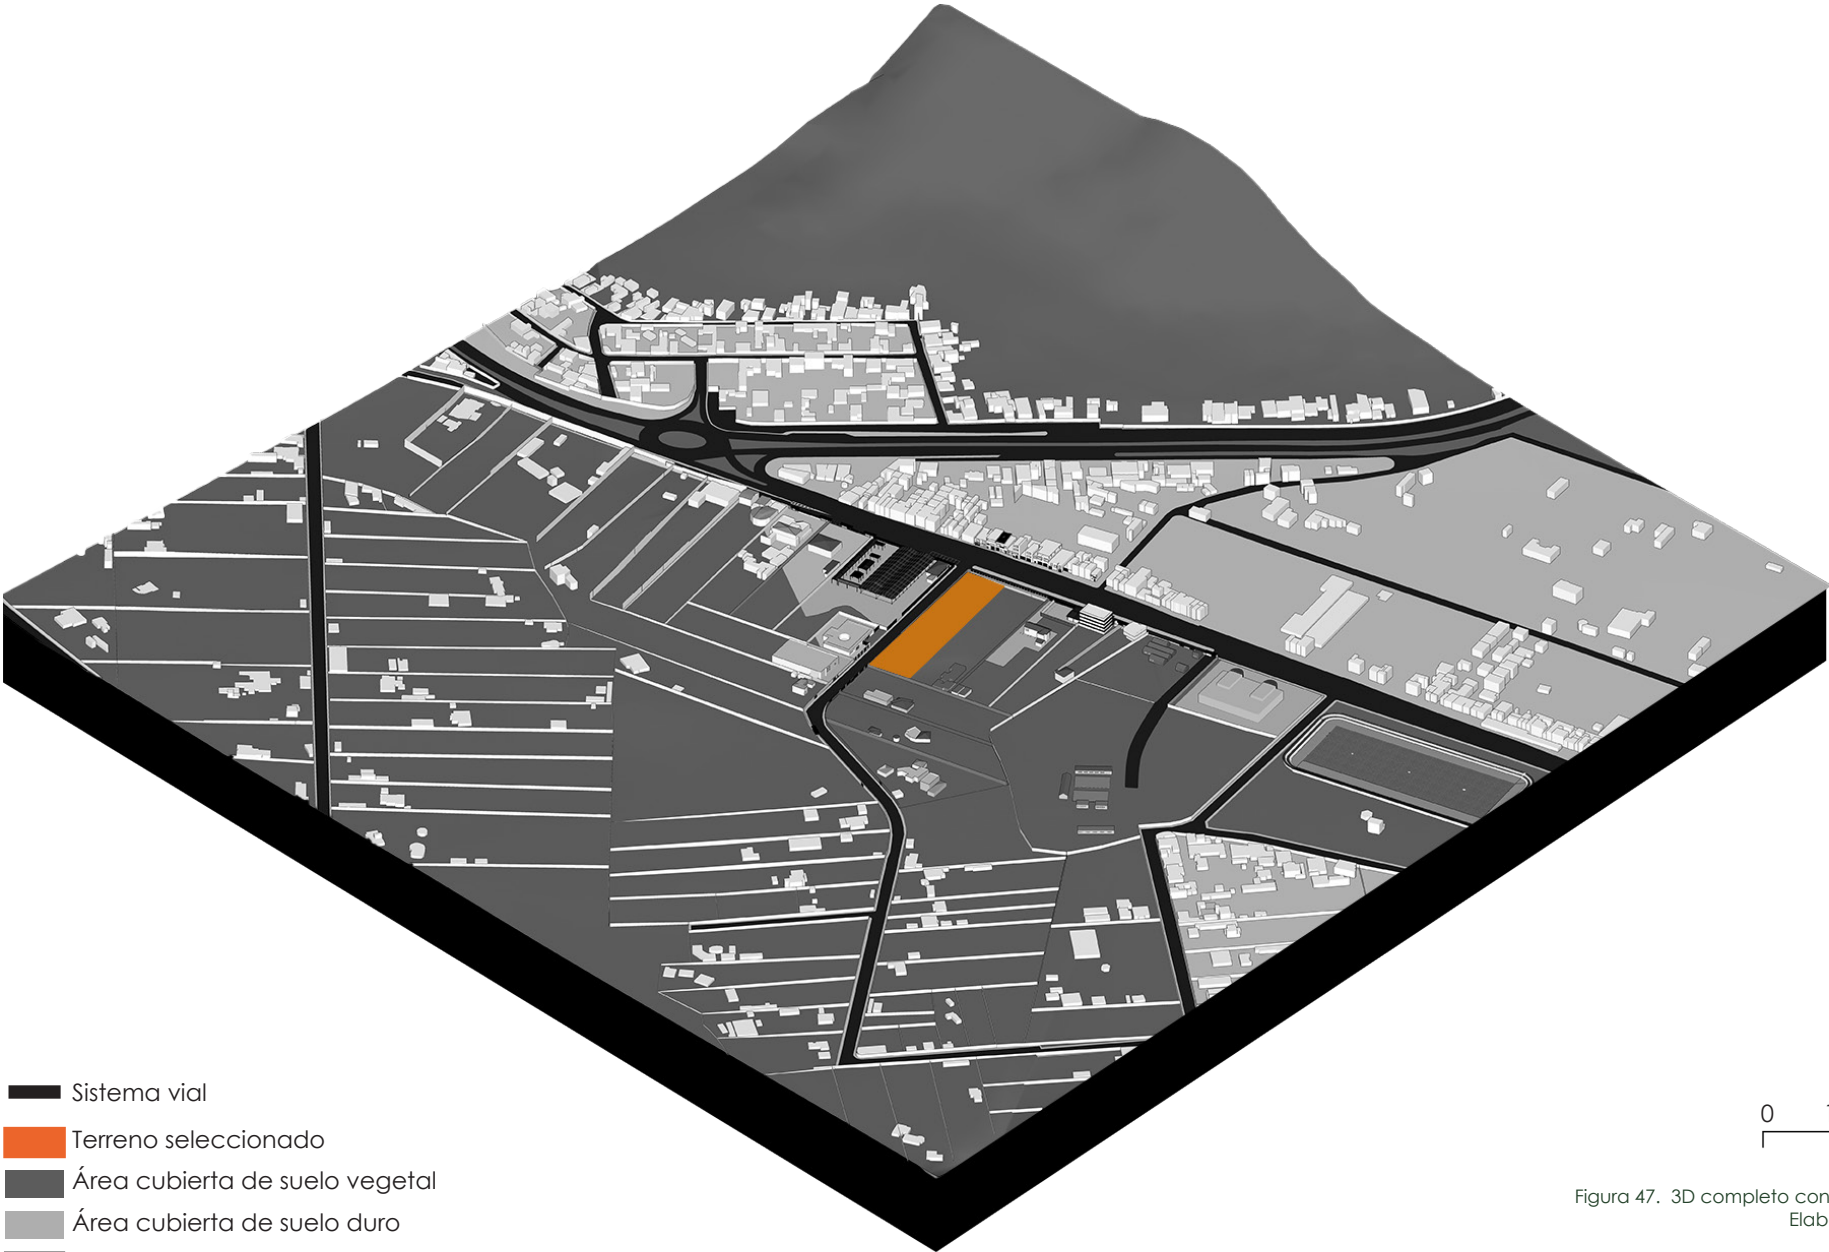 Sistema vial
Terreno seleccionado
Área cubierta de suelo vegetal
Área cubierta de suelo duro
0
Figura 47. 3D completo con
Elab